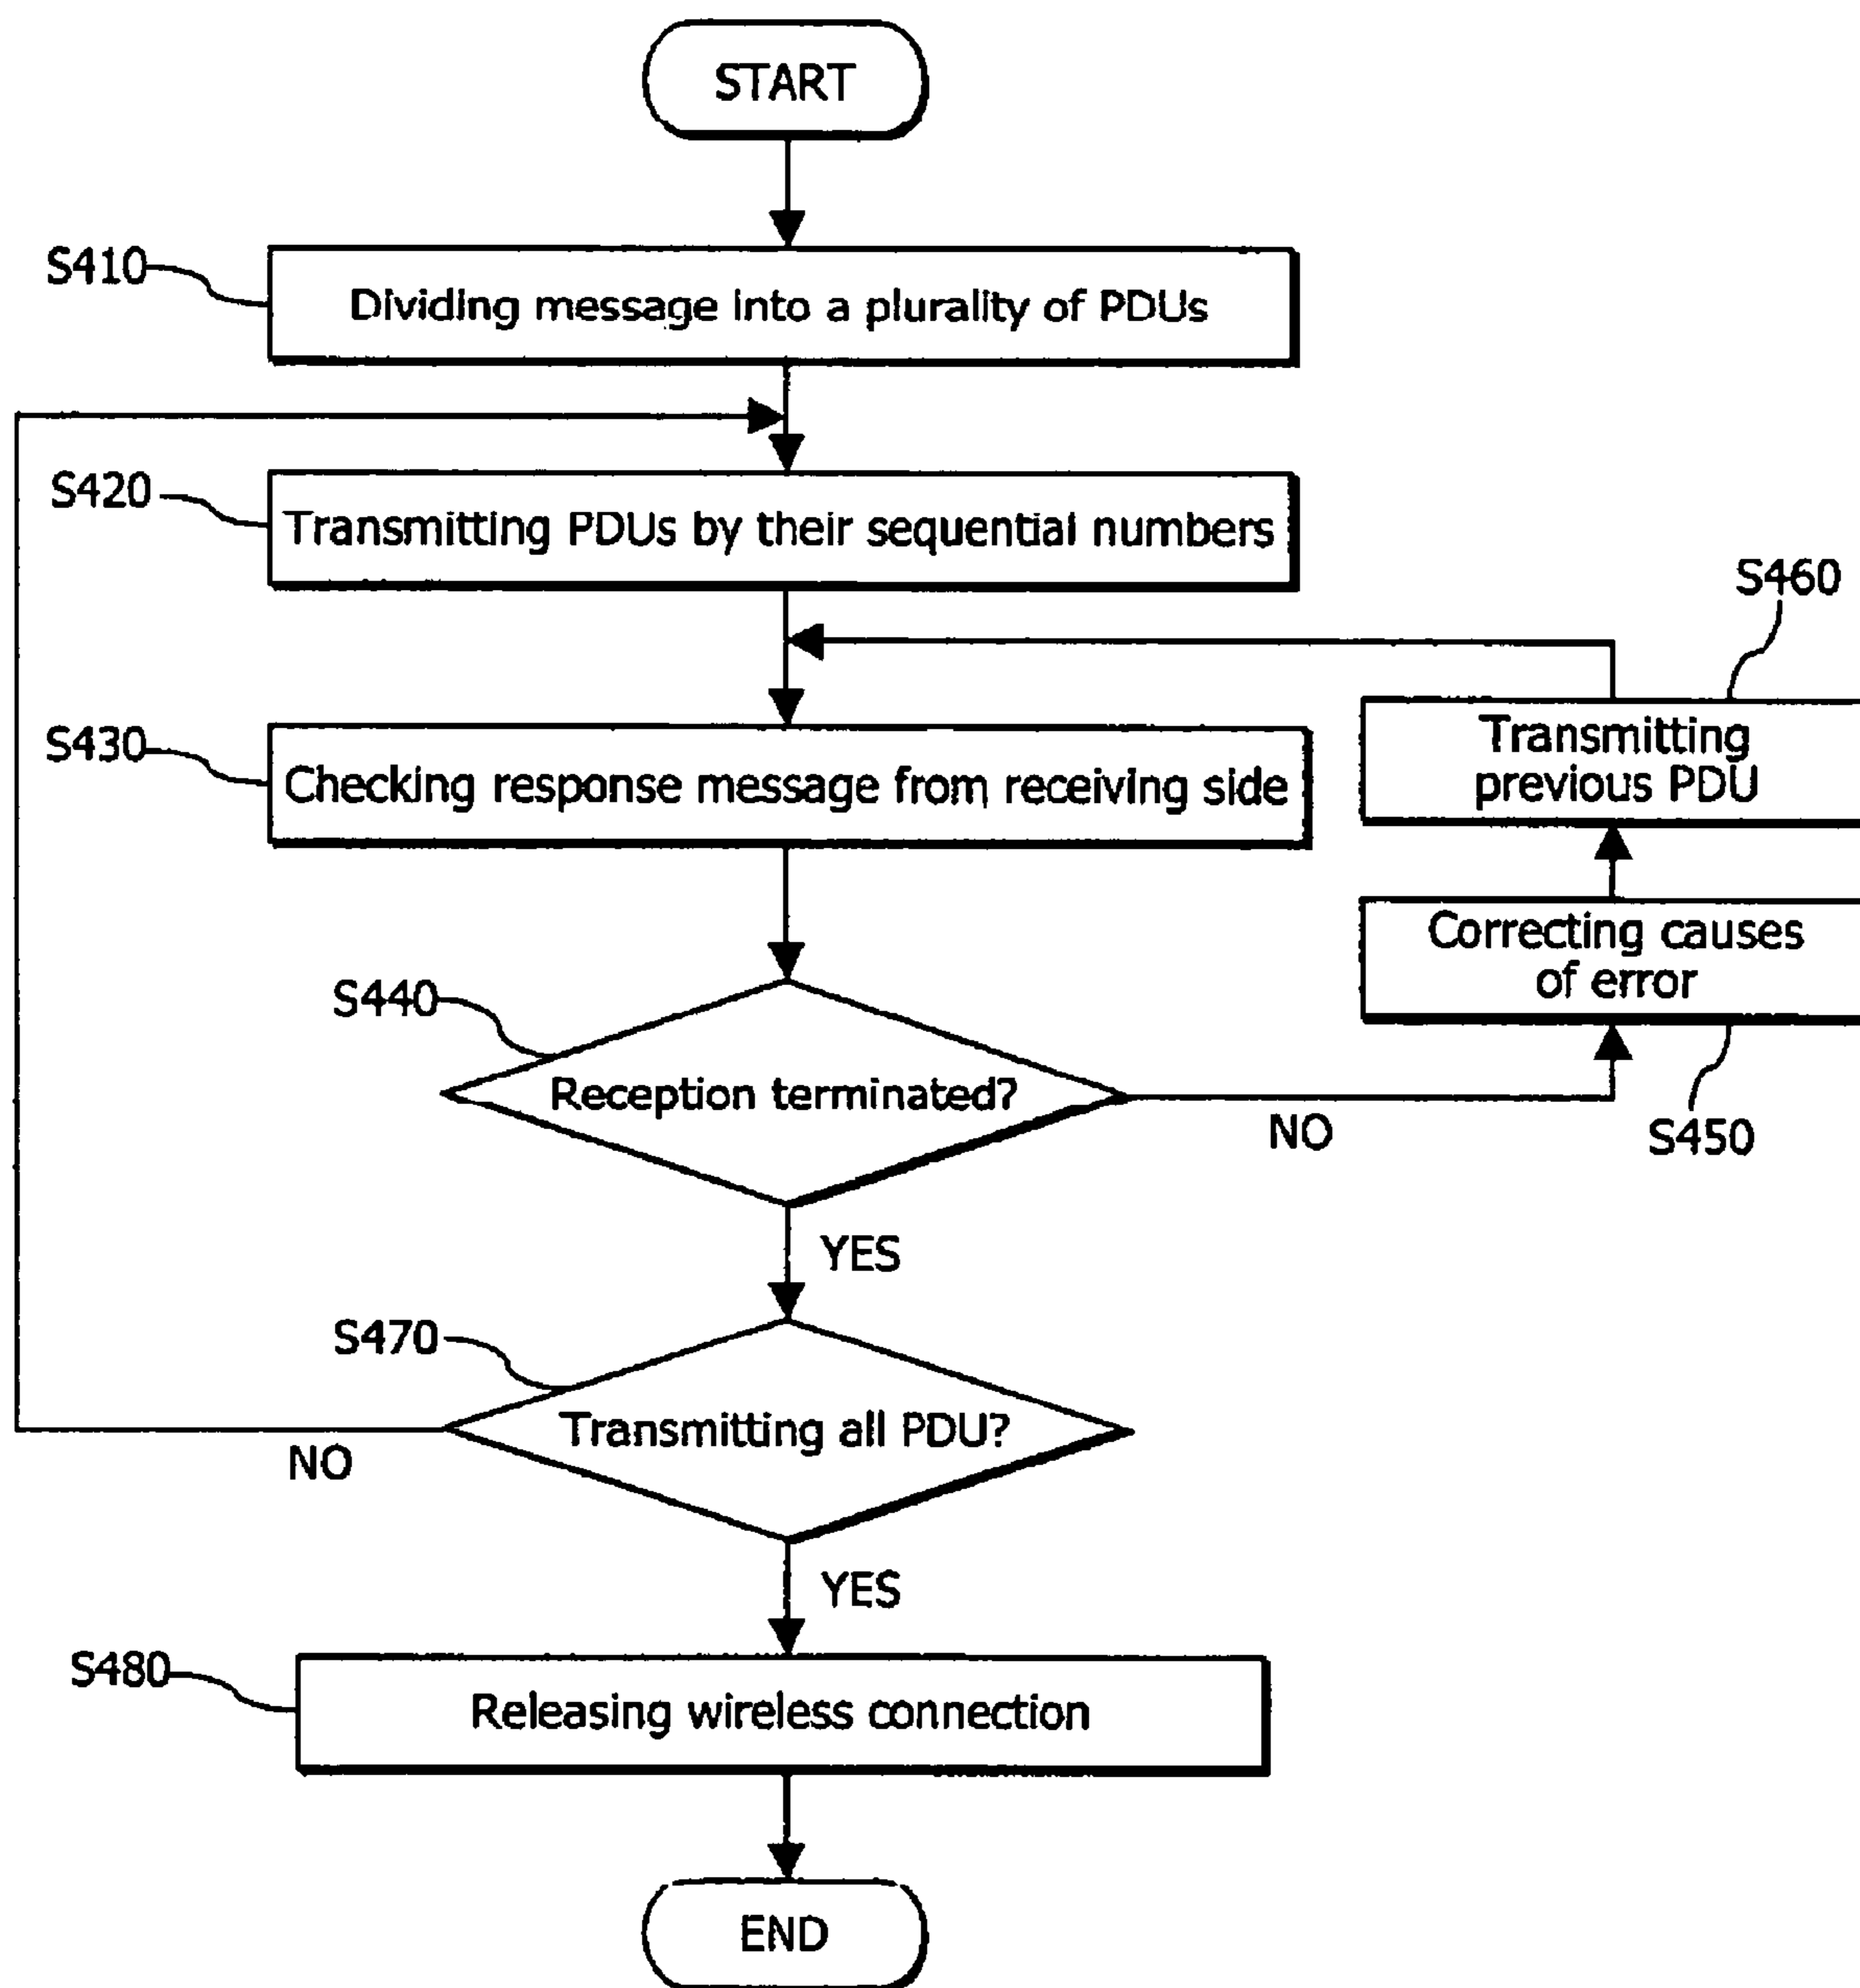 START
S410
Dividing message into a plurality of PDUs
S420
Transmitting PDUs by their sequential numbers
S460
Transmitting
previous PDU
S430
Checking response message from receiving side
Correcting causes
of error
S440
Reception terminated?
NO
S450
YES
S470
Transmitting all PDU?
NO
YES
S480
Releasing wireless connection
END